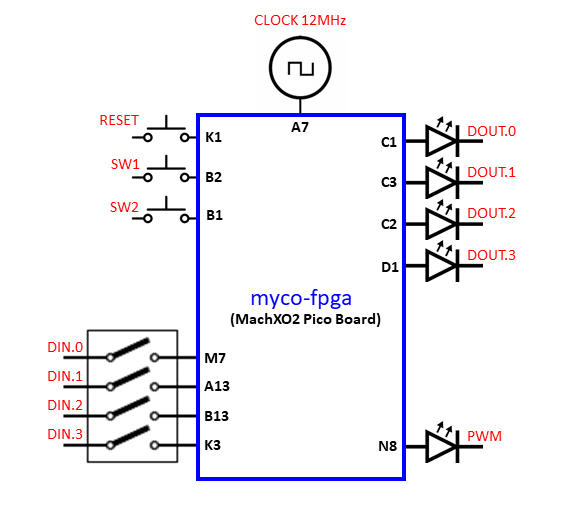 CLOCK 12MHz
A7
RESET
K1
SW1
B2
SW2
B1
C1
DOUT.0
C3
DOUT.1
C2
DOUT.2
D1
DOUT.3
myco-fpga
(MachXO2 Pico Board)
DIN.0
M7
DIN.1
A13
DIN.2
B13
DIN.3
K3
N8
PWM